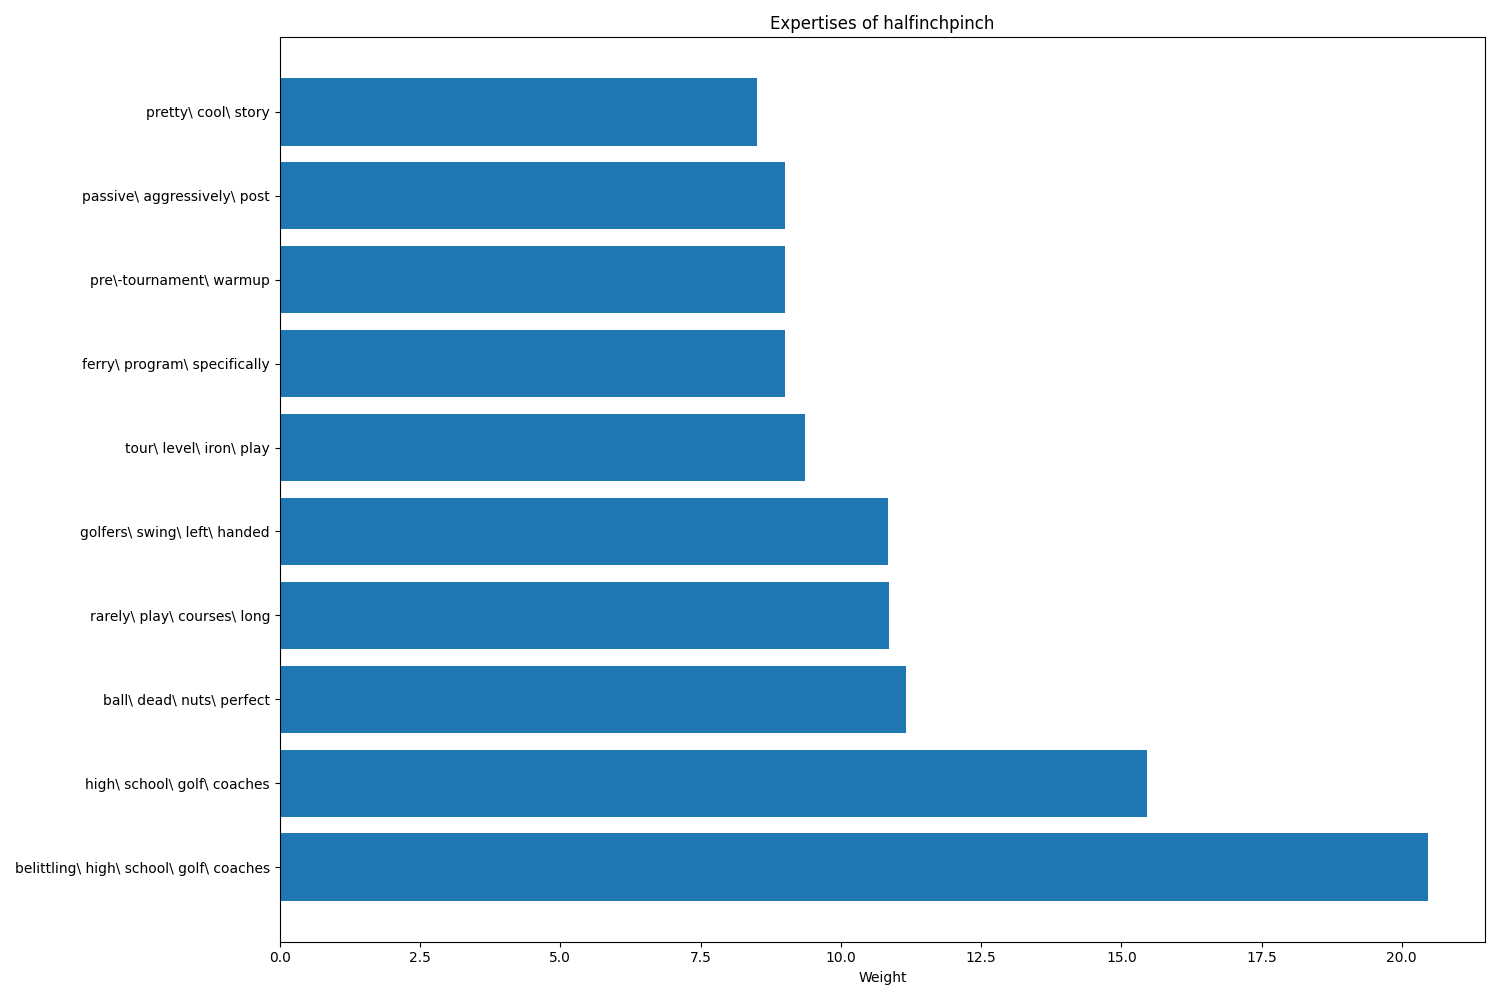 Expertises of halfinchpinch
pretty\ cool\ story
passive\ aggressively\ post
pre\-tournament\ warmup
ferry\ program\ specifically
tour\ level\ iron\ play
golfers\ swing\ left\ handed
rarely\ play\ courses\ long
ball\ dead\ nuts\ perfect
high\ school\ golf\ coaches
belittling\ high\ school\ golf\ coaches
0.0 2.5 5.0 7.5 10.0 12.5 15.0 17.5 20.0
Weight